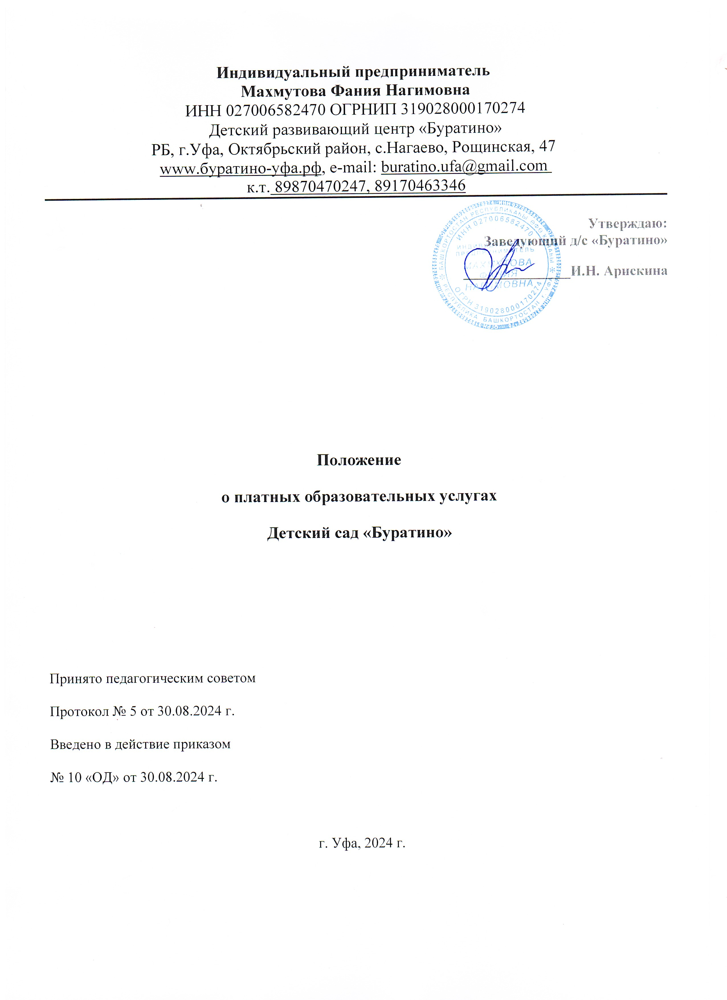 Индивидуальный предприниматель
Махмутова Фания Нагимовна
ИНН 027006582470 ОГРНИП 319028000170274
Детский развивающий центр «Буратино»
РБ, г.Уфа, Октябрьский район, с.Нагаево, Рощинская, 47
www.буратино-уфа.рф, e-mail: buratino.ufa@gmail.com
к.т. 89870470247, 89170463346
Утверждаю:
Заведующий д/с «Буратино»
И.Н. Арискина
БАШКОРТОСТАН РЕСПУБЛИКАҺЫ ӨФӨ ҠАЛАҺЫ
РЕСПУБЛИКА БАШКОРТОСТАН г. УФА
ИНН 027006582470
ИНДИВИДУАЛЬНЫЙ
ПРЕДПРИНИМАТЕЛЬ
МАХМУТОВА
ФАНИЯ
НАГИМОВНА
ОГРН 319028000170274
Положение
о платных образовательных услугах
Детский сад «Буратино»
Принято педагогическим советом
Протокол № 5 от 30.08.2024 г.
Введено в действие приказом
№ 10 «ОД» от 30.08.2024 г.
г. Уфа, 2024 г.